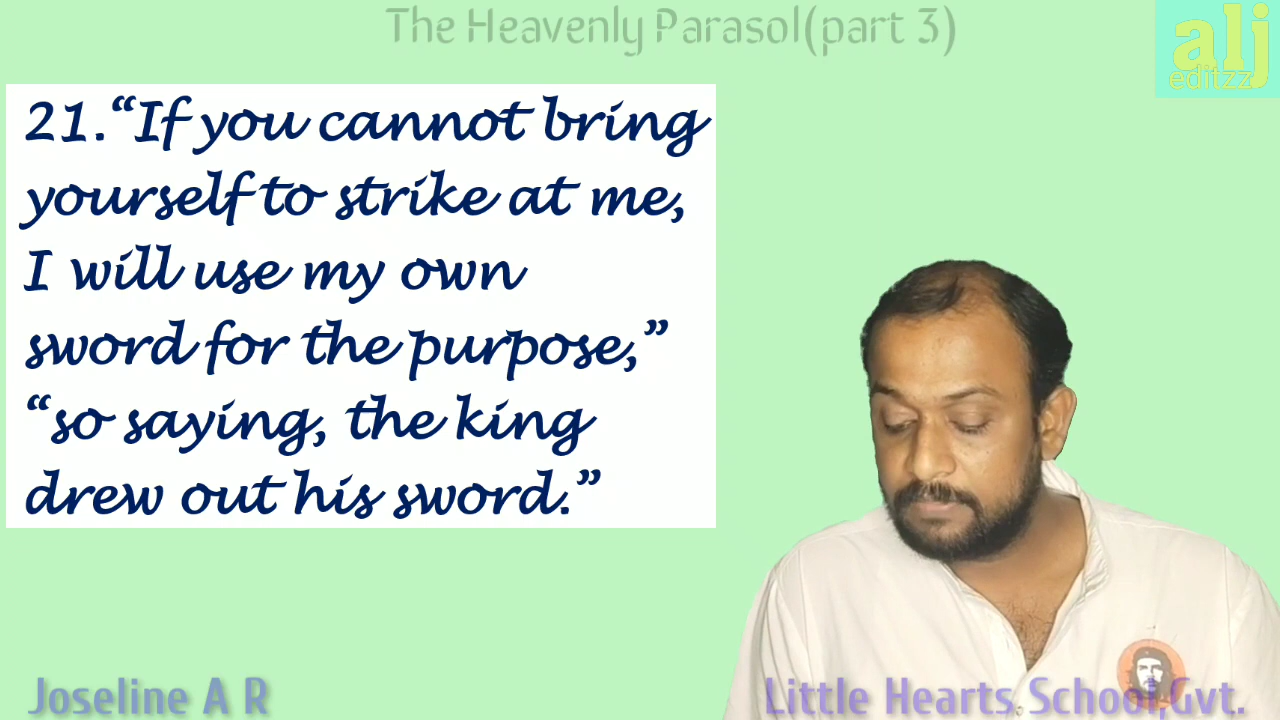 The Heavenly Parasol(part 3)
alj
editzz
21.“If you cannot bring
yourself to strike at me,
I will use my own
sword for the purpose,”
“so saying, the king
drew out his sword.”
Joseline A R
Little Hearts School,Gvt.